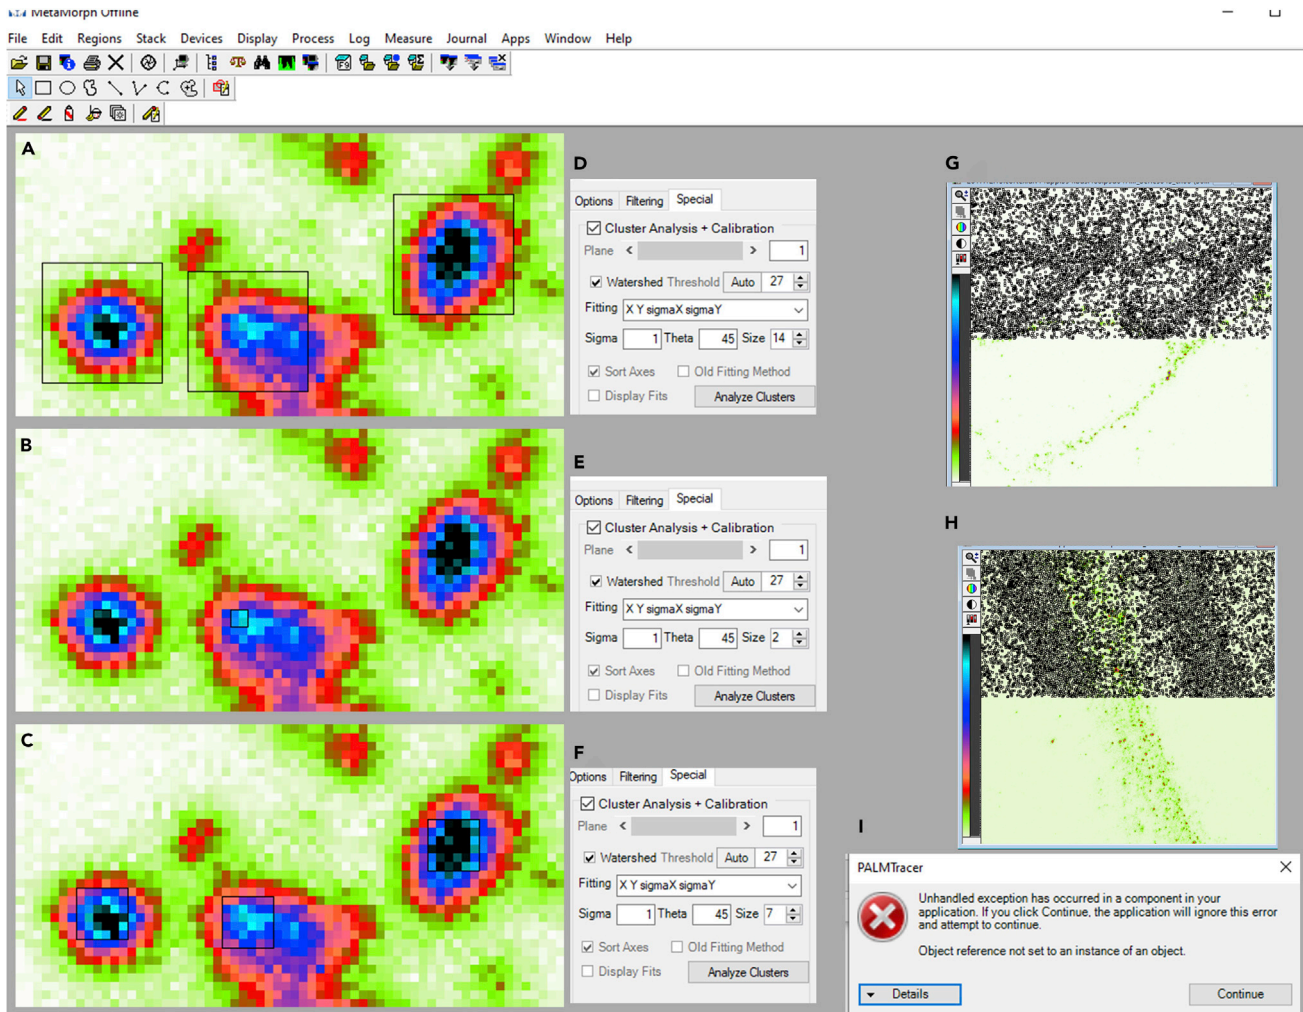 MetaMorph Offline
File Edit Regions Stack Devices Display Process Log Measure Journal Apps Window Help
A
D
Options Filtering Special
Cluster Analysis + Calibration
Plane < > 1
Watershed Threshold Auto 27
Fitting X Y sigmaX sigmaY
Sigma 1 Theta 45 Size 14
Sort Axes Old Fitting Method
Display Fits Analyze Clusters
G
B
E
Options Filtering Special
Cluster Analysis + Calibration
Plane < > 1
Watershed Threshold Auto 27
Fitting X Y sigmaX sigmaY
Sigma 1 Theta 45 Size 2
Sort Axes Old Fitting Method
Display Fits Analyze Clusters
H
C
F
Options Filtering Special
Cluster Analysis + Calibration
Plane < > 1
Watershed Threshold Auto 27
Fitting X Y sigmaX sigmaY
Sigma 1 Theta 45 Size 7
Sort Axes Old Fitting Method
Display Fits Analyze Clusters
I
PALMTracer
Unhandled exception has occurred in a component in your
application. If you click Continue, the application will ignore this error
and attempt to continue.
Object reference not set to an instance of an object.
Details Continue